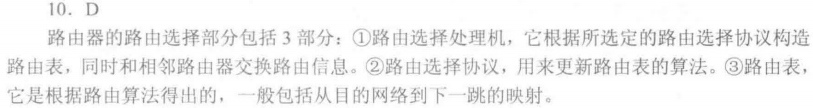 10．D
路由器的路由选择部分包括 3 部分：①路由选择处理机，它根据所选定的路由选择协议构造
路由表，同时和相邻路由器交换路由信息。②路由选择协议，用来更新路由表的算法。③路由表，
它是根据路由算法得出的，一般包括从目的网络到下一跳的映射。